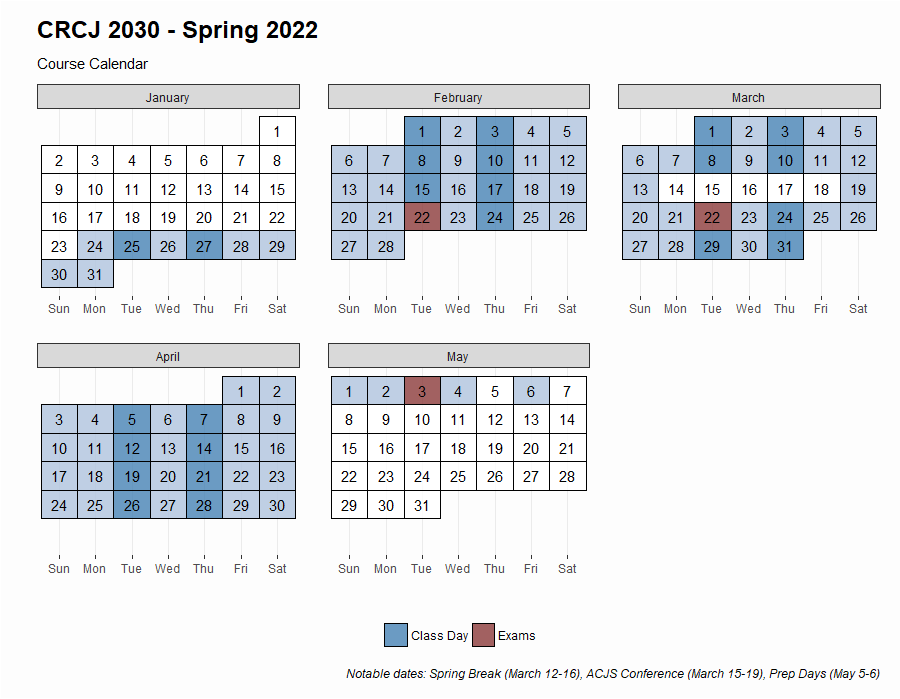 CRCJ 2030 - Spring 2022
Course Calendar
January February March
1
2 3 4 5 6 7 8
9 10 11 12 13 14 15
16 17 18 19 20 21 22
23 24 25 26 27 28 29
30 31
Sun Mon Tue Wed Thu Fri Sat
1 2 3 4 5
6 7 8 9 10 11 12
13 14 15 16 17 18 19
20 21 22 23 24 25 26
27 28
Sun Mon Tue Wed Thu Fri Sat
1 2 3 4 5
6 7 8 9 10 11 12
13 14 15 16 17 18 19
20 21 22 23 24 25 26
27 28 29 30 31
Sun Mon Tue Wed Thu Fri Sat
April May
1 2
3 4 5 6 7 8 9
10 11 12 13 14 15 16
17 18 19 20 21 22 23
24 25 26 27 28 29 30
Sun Mon Tue Wed Thu Fri Sat
1 2 3 4 5 6 7
8 9 10 11 12 13 14
15 16 17 18 19 20 21
22 23 24 25 26 27 28
29 30 31
Sun Mon Tue Wed Thu Fri Sat
Class Day Exams
Notable dates: Spring Break (March 12-16), ACJS Conference (March 15-19), Prep Days (May 5-6)